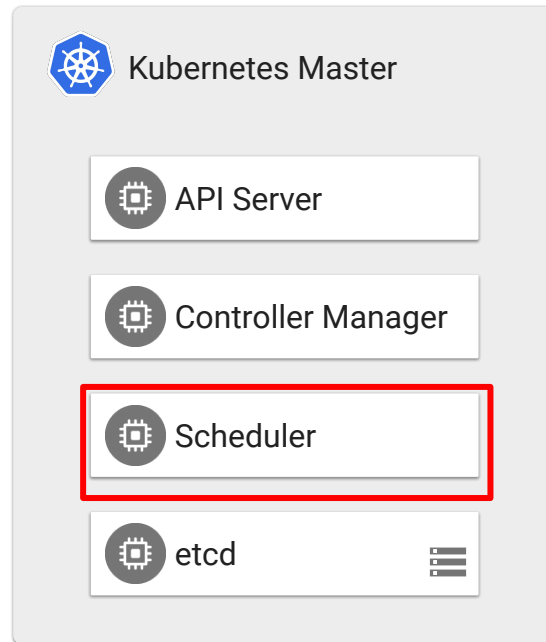 Kubernetes Master
API Server
Controller Manager
Scheduler
etcd